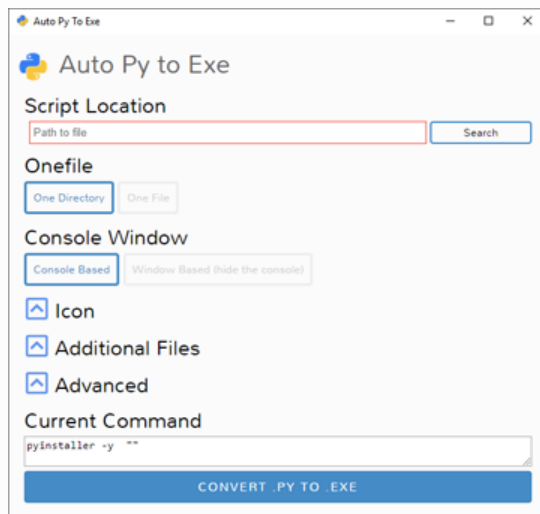 Auto Py To Exe
Auto Py to Exe
Script Location
Path to file
Search
Onefile
One Directory One File
Console Window
Console Based Window Based (hide the console)
Icon
Additional Files
Advanced
Current Command
pyinstaller -y  ""
CONVERT .PY TO .EXE